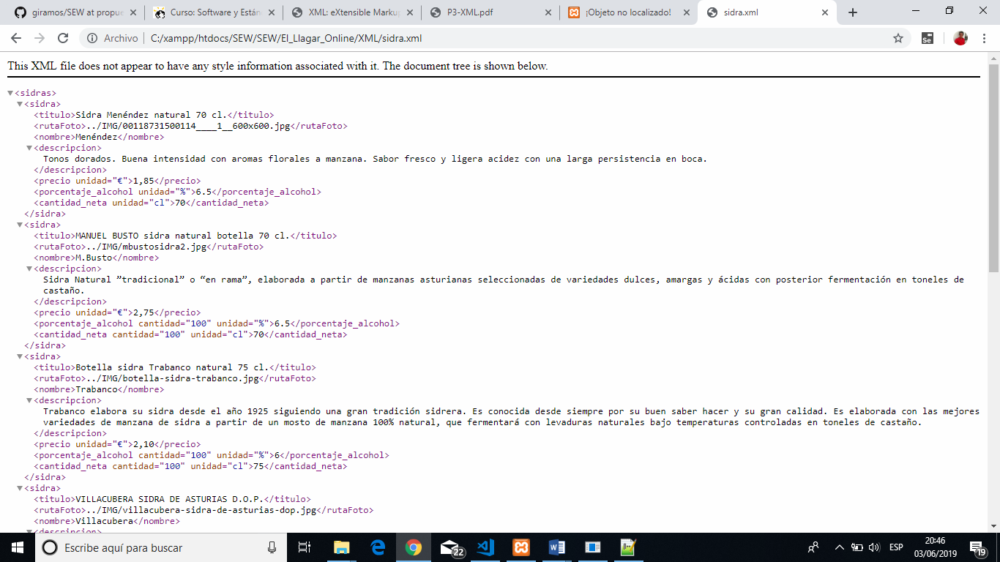 giramos/SEW at propue
Curso: Software y Están
XML: eXtensible Marku
P3-XML.pdf
¡Objeto no localizado!
sidra.xml
Archivo
C:/xampp/htdocs/SEW/SEW/El_Llagar_Online/XML/sidra.xml
Se
This XML file does not appear to have any style information associated with it. The document tree is shown below.
<sidras>
<sidra>
<titulo>Sidra Menéndez natural 70 cl.</titulo>
<rutaFoto>../IMG/00118731500114____1__600x600.jpg</rutaFoto>
<nombre>Menéndez</nombre>
<descripcion>
Tonos dorados. Buena intensidad con aromas florales a manzana. Sabor fresco y ligera acidez con una larga persistencia en boca.
</descripcion>
<precio unidad="€">1,85</precio>
<porcentaje_alcohol unidad="%">6.5</porcentaje_alcohol>
<cantidad_neta unidad="cl">70</cantidad_neta>
</sidra>
<sidra>
<titulo>MANUEL BUSTO sidra natural botella 70 cl.</titulo>
<rutaFoto>../IMG/mbustosidra2.jpg</rutaFoto>
<nombre>M.Busto</nombre>
<descripcion>
Sidra Natural ”tradicional” o “en rama”, elaborada a partir de manzanas asturianas seleccionadas de variedades dulces, amargas y ácidas con posterior fermentación en toneles de
castaño.
</descripcion>
<precio unidad="€">2,75</precio>
<porcentaje_alcohol cantidad="100" unidad="%">6.5</porcentaje_alcohol>
<cantidad_neta cantidad="100" unidad="cl">70</cantidad_neta>
</sidra>
<sidra>
<titulo>Botella sidra Trabanco natural 75 cl.</titulo>
<rutaFoto>../IMG/botella-sidra-trabanco.jpg</rutaFoto>
<nombre>Trabanco</nombre>
<descripcion>
Trabanco elabora su sidra desde el año 1925 siguiendo una gran tradición sidrera. Es conocida desde siempre por su buen saber hacer y su gran calidad. Es elaborada con las mejores
variedades de manzana de sidra a partir de un mosto de manzana 100% natural, que fermentará con levaduras naturales bajo temperaturas controladas en toneles de castaño.
</descripcion>
<precio unidad="€">2,10</precio>
<porcentaje_alcohol cantidad="100" unidad="%">6</porcentaje_alcohol>
<cantidad_neta cantidad="100" unidad="cl">75</cantidad_neta>
</sidra>
<sidra>
<titulo>VILLACUBERA SIDRA DE ASTURIAS D.O.P.</titulo>
<rutaFoto>../IMG/villacubera-sidra-de-asturias-dop.jpg</rutaFoto>
<nombre>Villacubera</nombre>
<descripcion>
Escribe aquí para buscar
22
ESP
20:46
03/06/2019
19